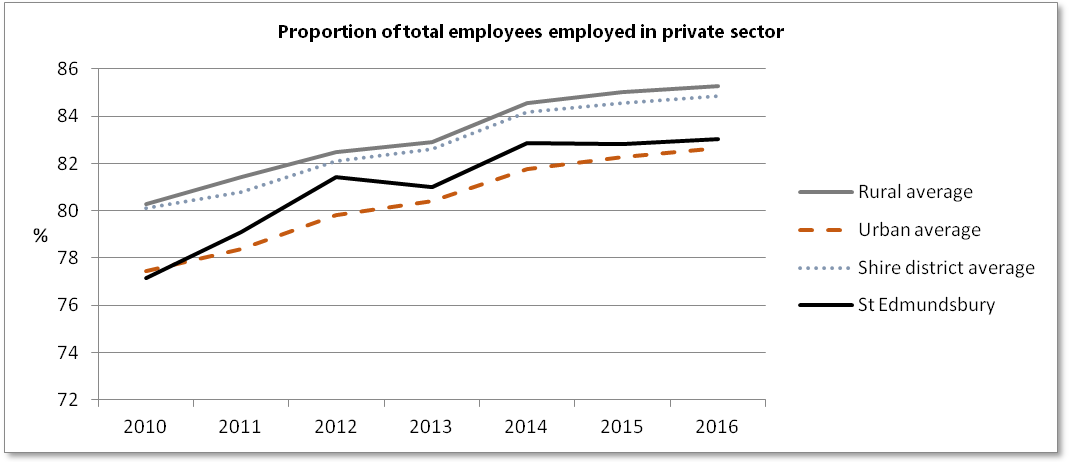 Proportion of total employees employed in private sector
86
84
82
80
78
76
74
72
%
2010 2011 2012 2013 2014 2015 2016
Rural average
Urban average
Shire district average
St Edmundsbury